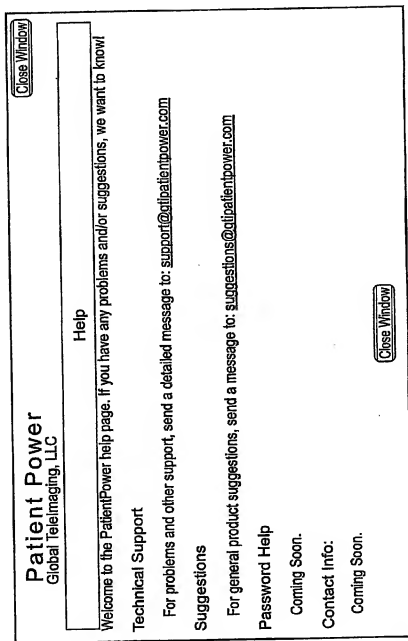 Patient Power
Global TeleImaging, LLC
Close Window
Help
Welcome to the PatientPower help page. If you have any problems and/or suggestions, we want to know!
Technical Support
For problems and other support, send a detailed message to: support@gtipatientpower.com
Suggestions
For general product suggestions, send a message to: suggestions@gtipatientpower.com
Password Help
Coming Soon.
Contact Info:
Coming Soon.
Close Window